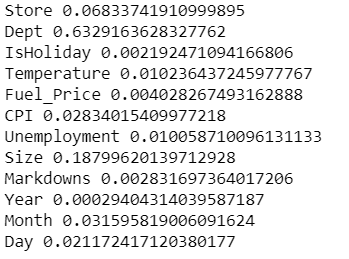 Store 0.06833741910999895
Dept 0.6329163628327762
IsHoliday 0.002192471094166806
Temperature 0.010236437245977767
Fuel_Price 0.004028267493162888
CPI 0.02834015409977218
Unemployment 0.010058710096131133
Size 0.18799620139712928
Markdowns 0.002831697364017206
Year 0.00029404314039587187
Month 0.031595819006091624
Day 0.021172417120380177